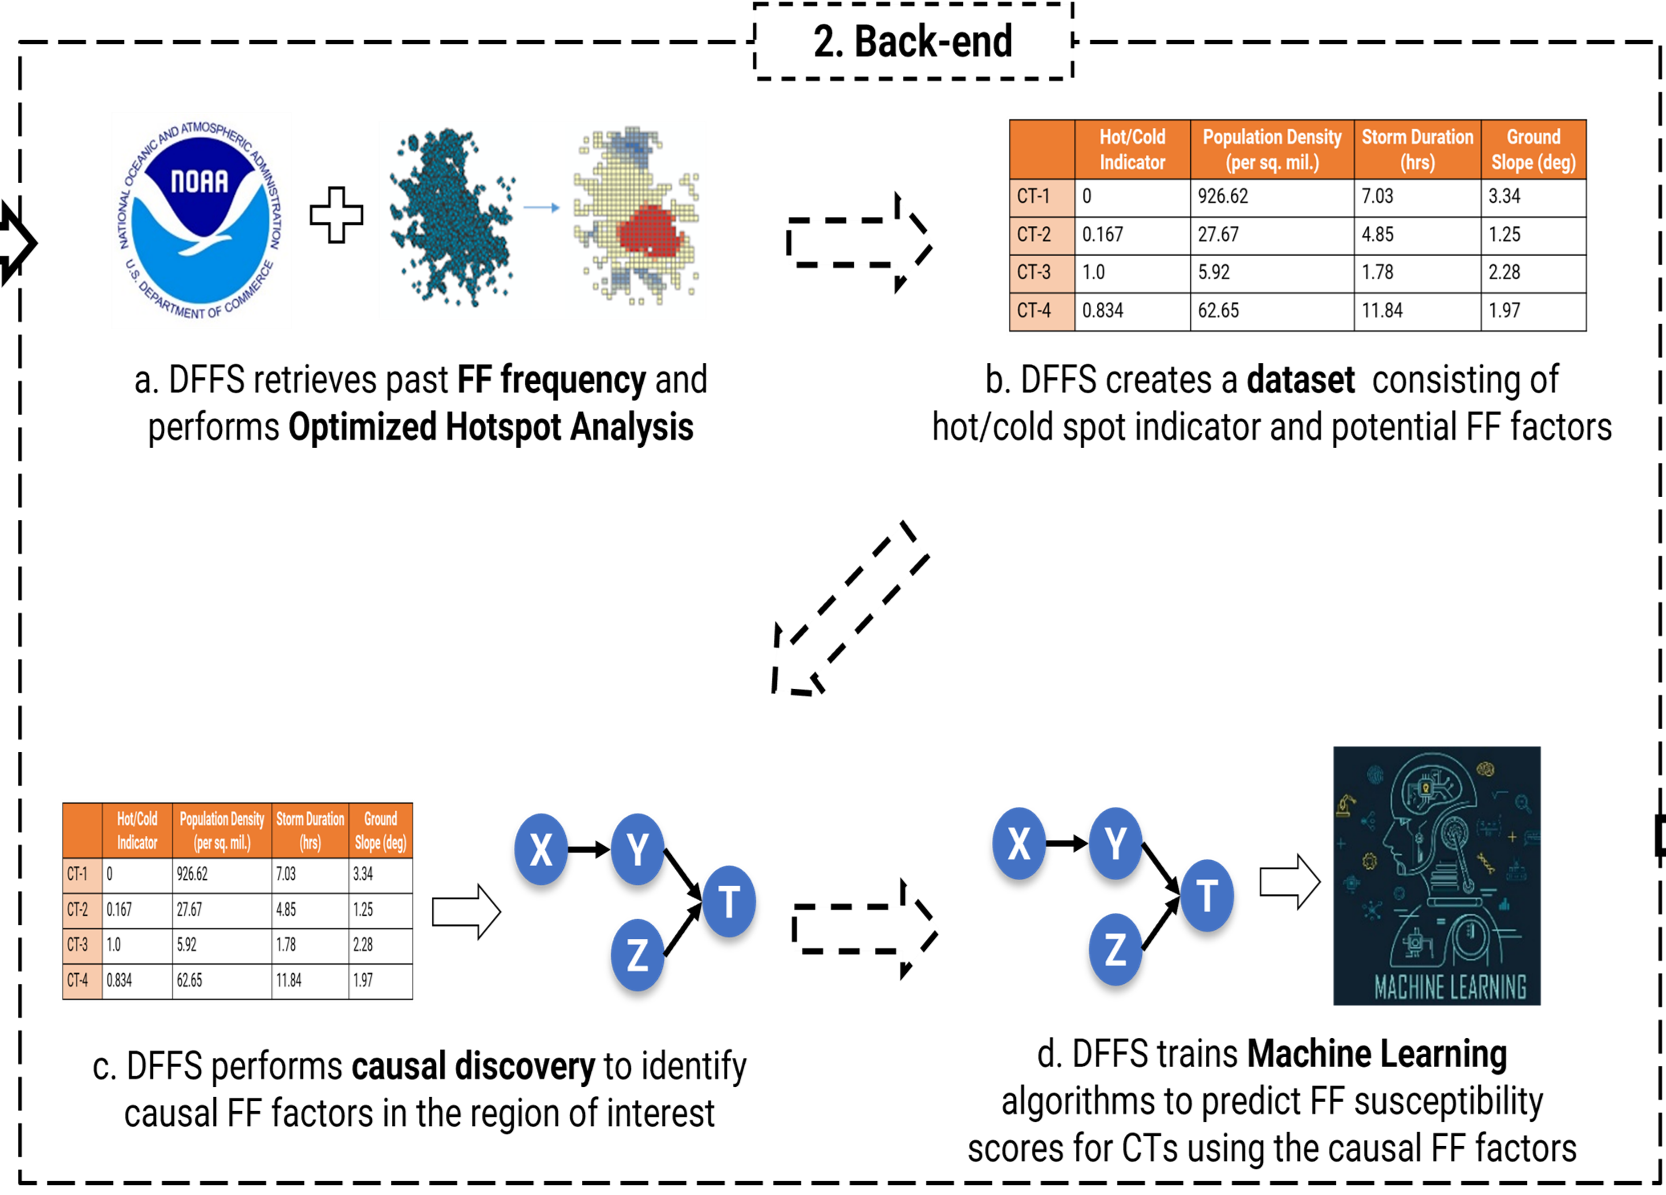 2. Back-end
NATIONAL OCEANIC AND ATMOSPHERIC ADMINISTRATION
NOAA
U.S. DEPARTMENT OF COMMERCE
a. DFFS retrieves past FF frequency and
performs Optimized Hotspot Analysis
Hot/Cold Indicator Population Density (per sq. mil.) Storm Duration (hrs) Ground Slope (deg)
CT-1 0 926.62 7.03 3.34
CT-2 0.167 27.67 4.85 1.25
CT-3 1.0 5.92 1.78 2.28
CT-4 0.834 62.65 11.84 1.97
b. DFFS creates a dataset consisting of
hot/cold spot indicator and potential FF factors
Hot/Cold Indicator Population Density (per sq. mil.) Storm Duration (hrs) Ground Slope (deg)
CT-1 0 926.62 7.03 3.34
CT-2 0.167 27.67 4.85 1.25
CT-3 1.0 5.92 1.78 2.28
CT-4 0.834 62.65 11.84 1.97
X Y
T
Z
c. DFFS performs causal discovery to identify
causal FF factors in the region of interest
X Y
T
Z
MACHINE LEARNING
d. DFFS trains Machine Learning
algorithms to predict FF susceptibility
scores for CTs using the causal FF factors